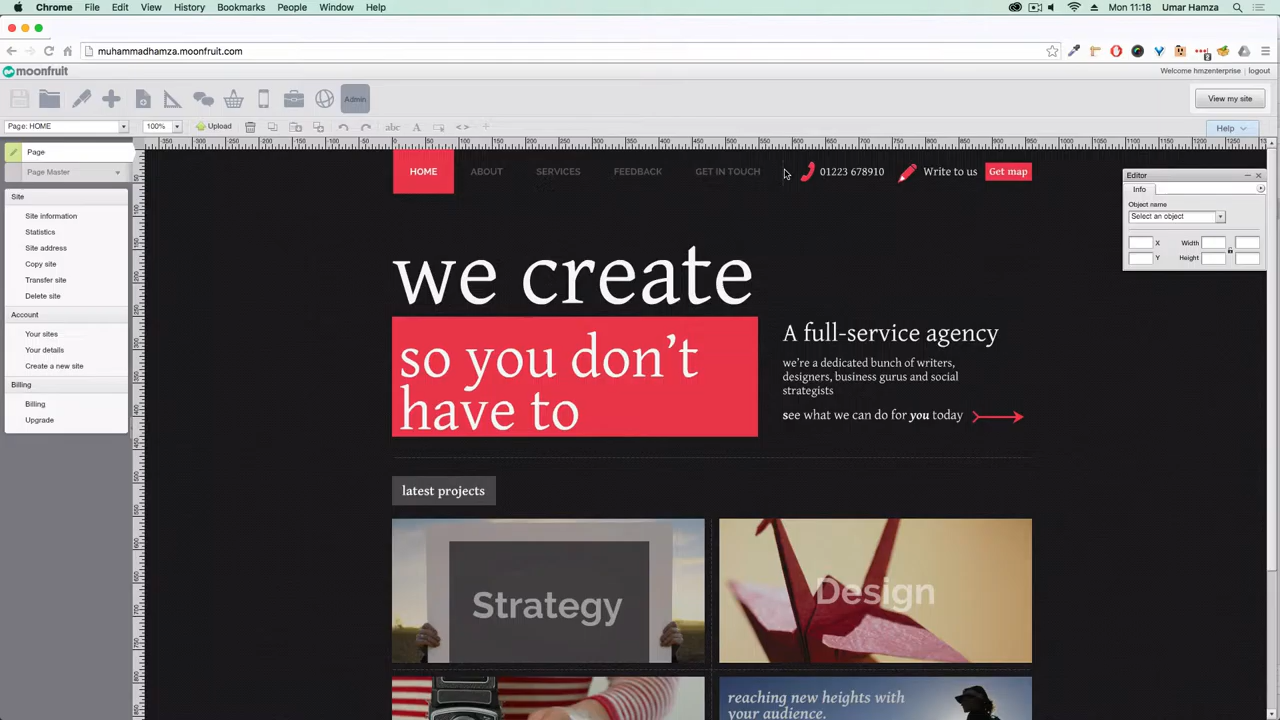 Chrome File Edit View History Bookmarks People Window Help Mon 11:18 Umar Hamza
muhammadhamza.moonfruit.com
moonfruit Welcome hmzenterprise logout
Admin View my site
Page: HOME 100% Upload abc A Help
Page
Page Master
Site
Site information
Statistics
Site address
Copy site
Transfer site
Delete site
Account
Your sites
Your details
Create a new site
Billing
Billing
Upgrade
HOME ABOUT SERVICES FEEDBACK GET IN TOUCH 01223 678910 Write to us Get map
we create
so you don't
have to
A full-service agency
we're a dedicated bunch of writers,
designers, business gurus and social
strategists
see what we can do for you today
latest projects
Strategy
Design
reaching new heights with
your audience.
Editor
Info
Object name
Select an object
X Width
Y Height